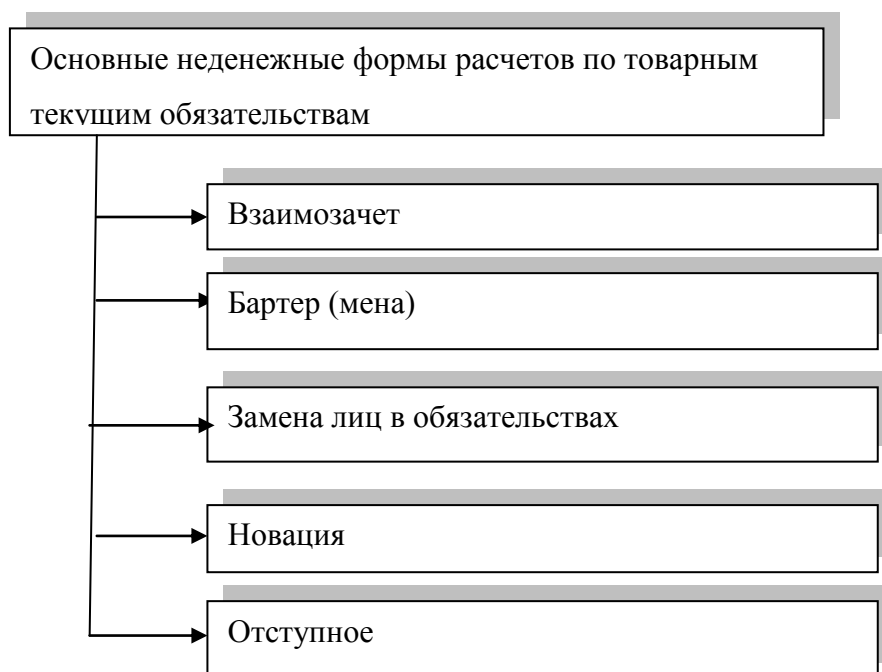 Основные неденежные формы расчетов по товарным
текущим обязательствам
Взаимозачет
Бартер (мена)
Замена лиц в обязательствах
Новация
Отступное